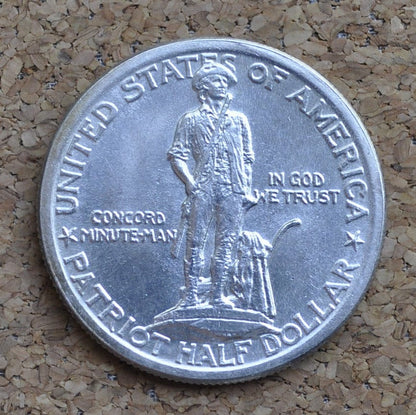 UNITED STATES OF AMERICA
IN GOD
WE TRUST
CONCORD
MINUTE-MAN
PATRIOT HALF DOLLAR